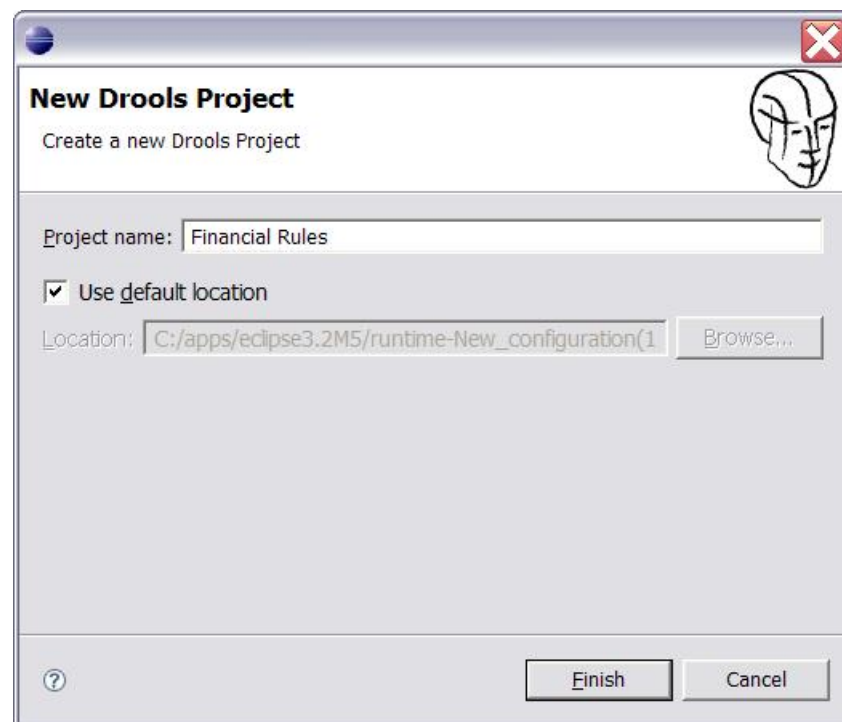 New Drools Project
Create a new Drools Project
Project name: Financial Rules
Use default location
Location: C:/apps/eclipse3.2M5/runtime-New_configuration(1 Browse...
? Finish Cancel